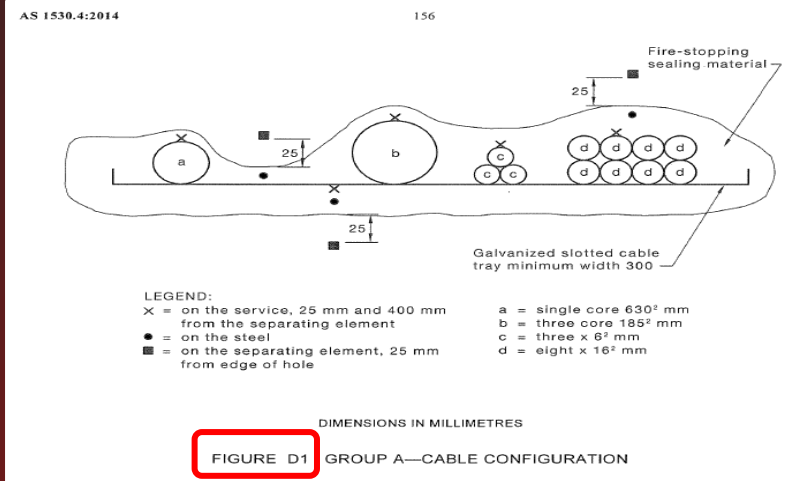 AS 1530.4:2014
156
Fire-stopping
sealing material
25
25
a
b
c
c c
d d d d
d d d d
25
Galvanized slotted cable
tray minimum width 300
LEGEND:
× = on the service, 25 mm and 400 mm
from the separating element
● = on the steel
■ = on the separating element, 25 mm
from edge of hole
a = single core 630² mm
b = three core 185² mm
c = three x 6² mm
d = eight x 16² mm
DIMENSIONS IN MILLIMETRES
FIGURE D1 GROUP A—CABLE CONFIGURATION